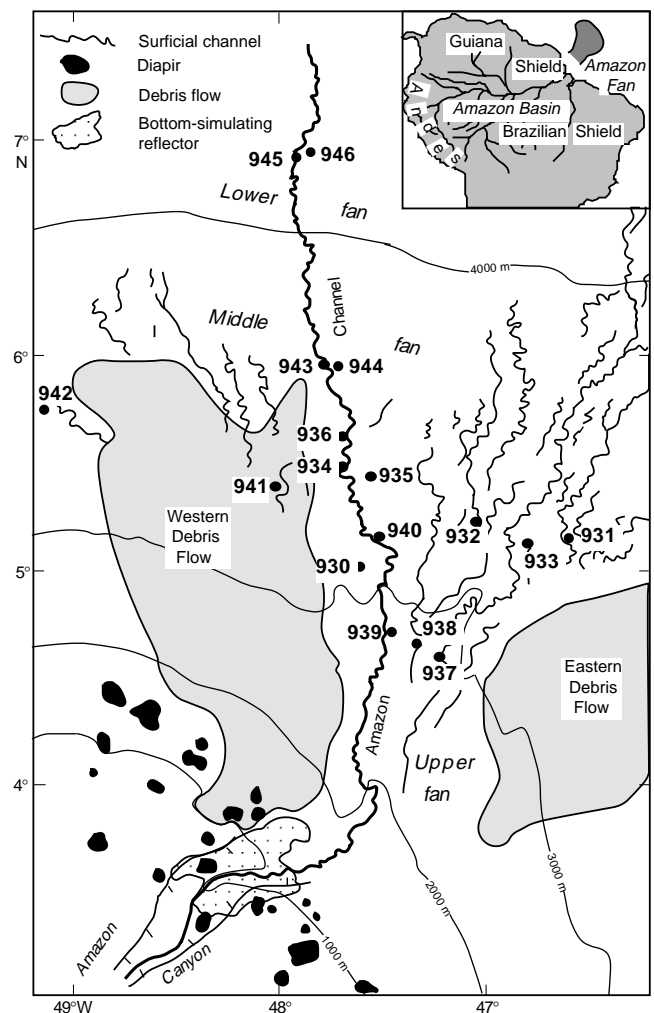 Surficial channel
Diapir
Debris flow
Bottom-simulating
reflector
Guiana
Shield
Amazon
Fan
Andes
Amazon Basin
Brazilian
Shield
7°
N
945
946
Lower
fan
4000 m
Channel
Middle
fan
6°
943
944
942
936
934
935
941
Western
Debris
Flow
940
932
931
933
5°
930
939
938
937
Eastern
Debris
Flow
Amazon
Upper
fan
4°
3000 m
2000 m
1000 m
Amazon
Canyon
49°W
48°
47°